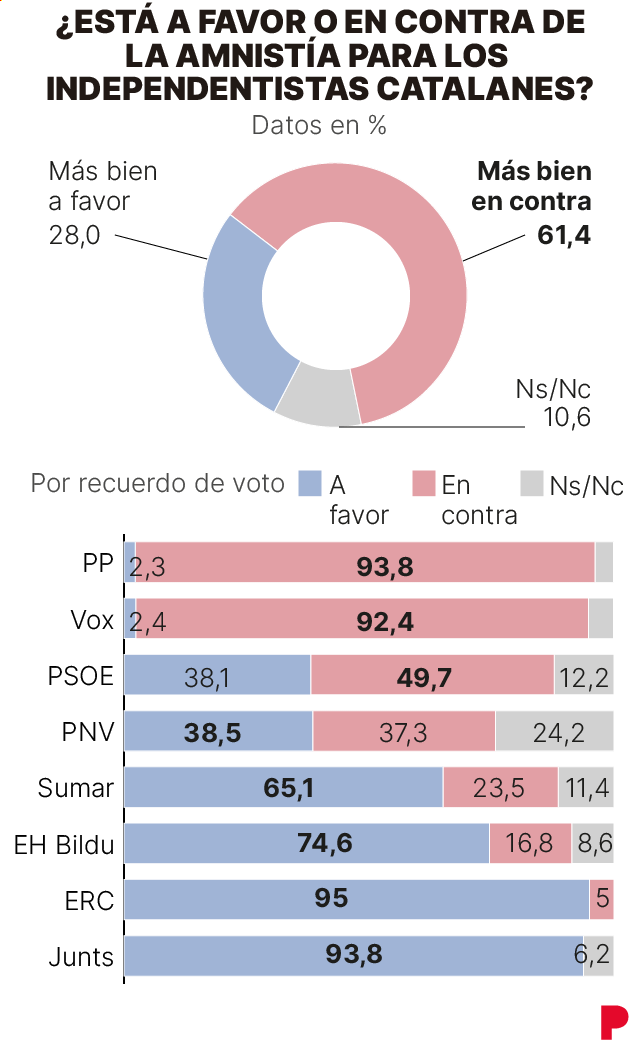 ¿ESTÁ A FAVOR O EN CONTRA DE
LA AMNISTÍA PARA LOS
INDEPENDENTISTAS CATALANES?
Datos en %
Más bien
a favor
28,0
Más bien
en contra
61,4
Ns/Nc
10,6
Por recuerdo de voto
A
favor
En
contra
Ns/Nc
PP 2,3 93,8
Vox 2,4 92,4
PSOE 38,1 49,7 12,2
PNV 38,5 37,3 24,2
Sumar 65,1 23,5 11,4
EH Bildu 74,6 16,8 8,6
ERC 95 5
Junts 93,8 6,2
P